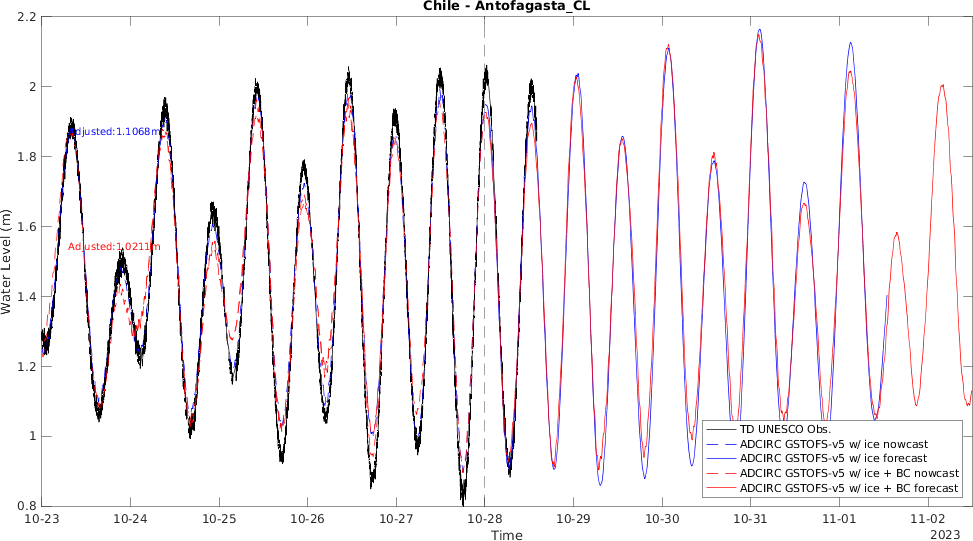 Chile - Antofagasta_CL
2.2
2
1.8
1.6
1.4
1.2
1
0.8
Water Level (m)
Adjusted:1.1068m
Adjusted:1.0211m
TD UNESCO Obs.
ADCIRC GSTOFS-v5 w/ ice nowcast
ADCIRC GSTOFS-v5 w/ ice forecast
ADCIRC GSTOFS-v5 w/ ice + BC nowcast
ADCIRC GSTOFS-v5 w/ ice + BC forecast
10-23 10-24 10-25 10-26 10-27 10-28 10-29 10-30 10-31 11-01 11-02
Time
2023